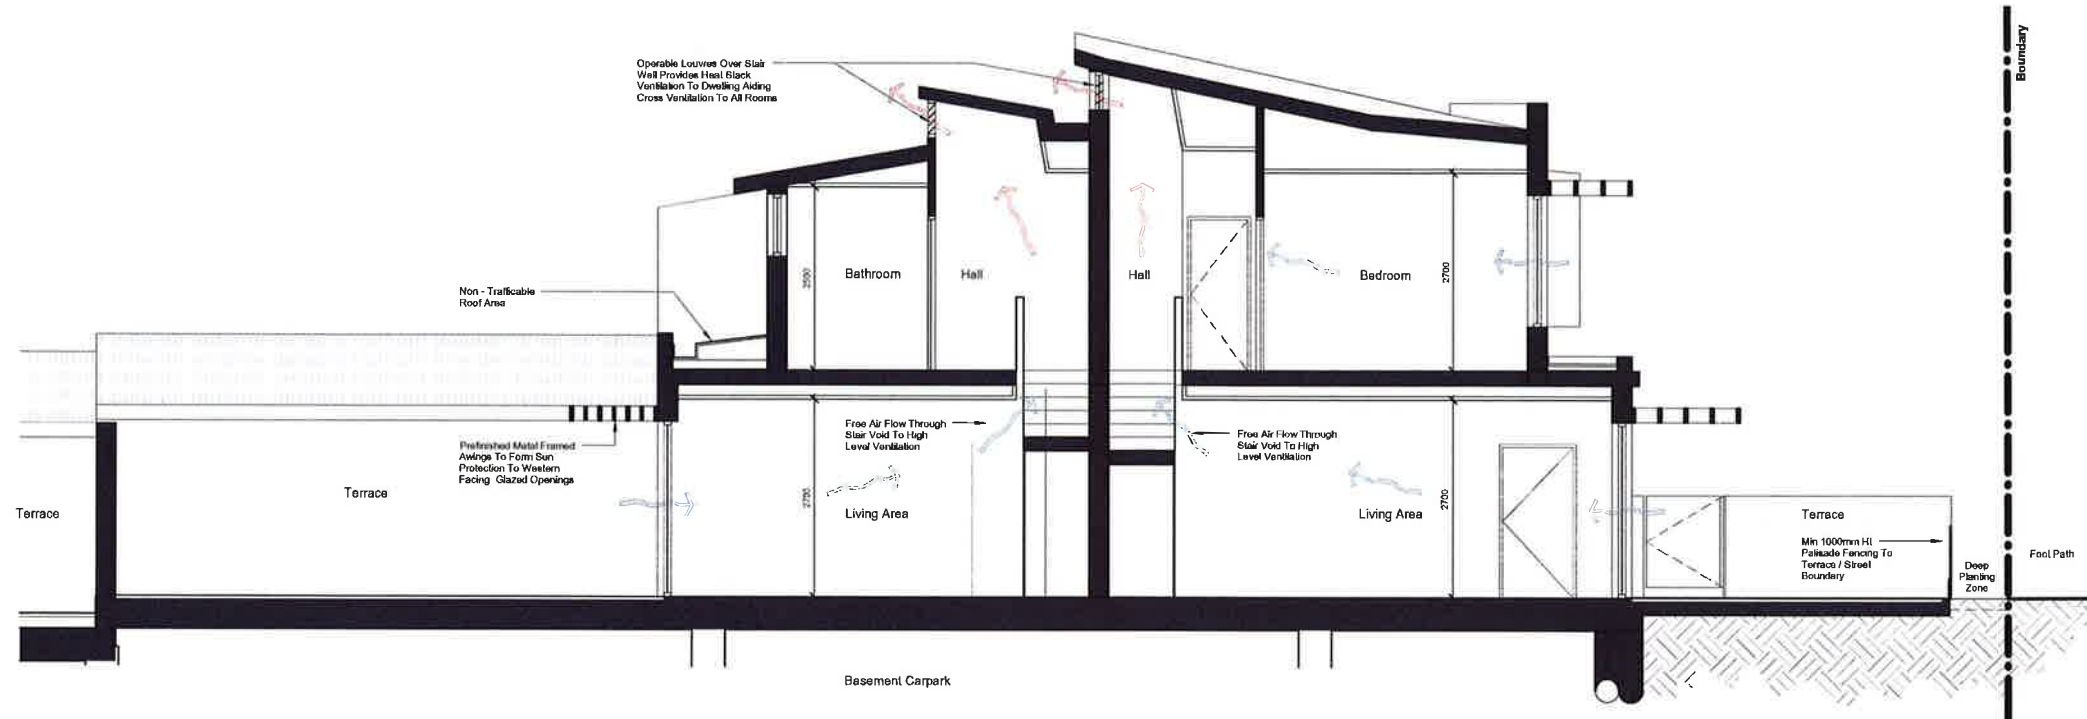 Boundary
Operable Louvres Over Stair
Well Provides Heat Stack
Ventilation To Dwelling Aiding
Cross Ventilation To All Rooms
Non - Trafficable
Roof Area
2500
Bathroom
Hall
Hall
Bedroom
2700
Prefinished Metal Framed
Awings To Form Sun
Protection To Western
Facing Glazed Openings
Free Air Flow Through
Stair Void To High
Level Ventilation
Free Air Flow Through
Stair Void To High
Level Ventilation
Terrace
Terrace
2700
Living Area
Living Area
2700
Terrace
Min 1000mm Ht
Palisade Fencing To
Terrace / Street
Boundary
Deep
Planting
Zone
Foot Path
Basement Carpark